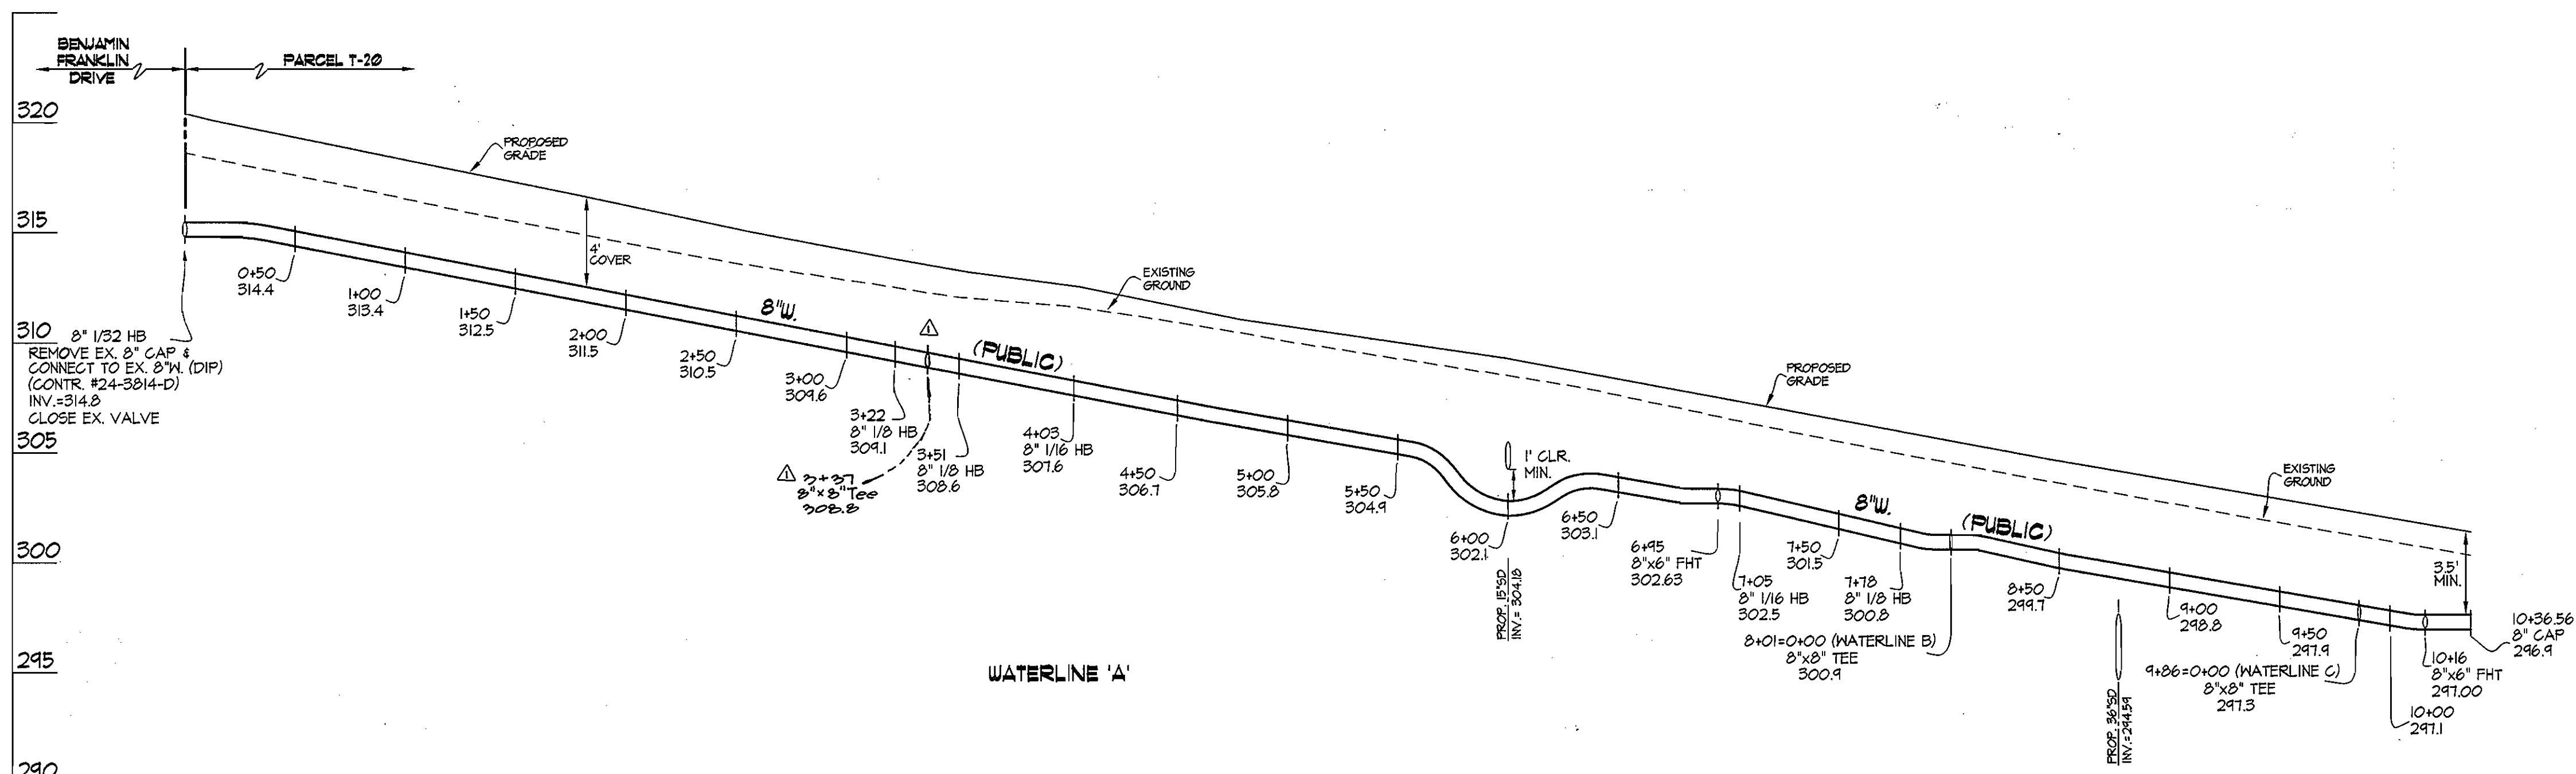 BENJAMIN
FRANKLIN
DRIVE
PARCEL T-20
320
315
310
305
300
295
290
PROPOSED
GRADE
4'
COVER
8" 1/32 HB
REMOVE EX. 8" CAP &
CONNECT TO EX. 8"W. (DIP)
(CONTR. #24-3814-D)
INV.=314.8
CLOSE EX. VALVE
0+50
314.4
1+00
313.4
1+50
312.5
2+00
311.5
2+50
310.5
8"W.
3+00
309.6
3+22
8" 1/8 HB
309.1
1
1 3+37
8"x8" Tee
308.8
(PUBLIC)
3+51
8" 1/8 HB
308.6
4+03
8" 1/16 HB
307.6
EXISTING
GROUND
4+50
306.7
5+00
305.8
5+50
304.9
1' CLR.
MIN.
6+00
302.1
PROP. 15"SD
INV.= 304.18
6+50
303.1
6+95
8"x6" FHT
302.63
7+05
8" 1/16 HB
302.5
PROPOSED
GRADE
7+50
301.5
8"W.
7+78
8" 1/8 HB
300.8
(PUBLIC)
8+01=0+00 (WATERLINE B)
8"x8" TEE
300.9
8+50
299.7
PROP. 36"SD
INV.=294.59
9+00
298.8
EXISTING
GROUND
9+50
297.9
9+86=0+00 (WATERLINE C)
8"x8" TEE
297.3
10+00
297.1
10+16
8"x6" FHT
297.00
3.5'
MIN.
10+36.56
8" CAP
296.9
WATERLINE 'A'